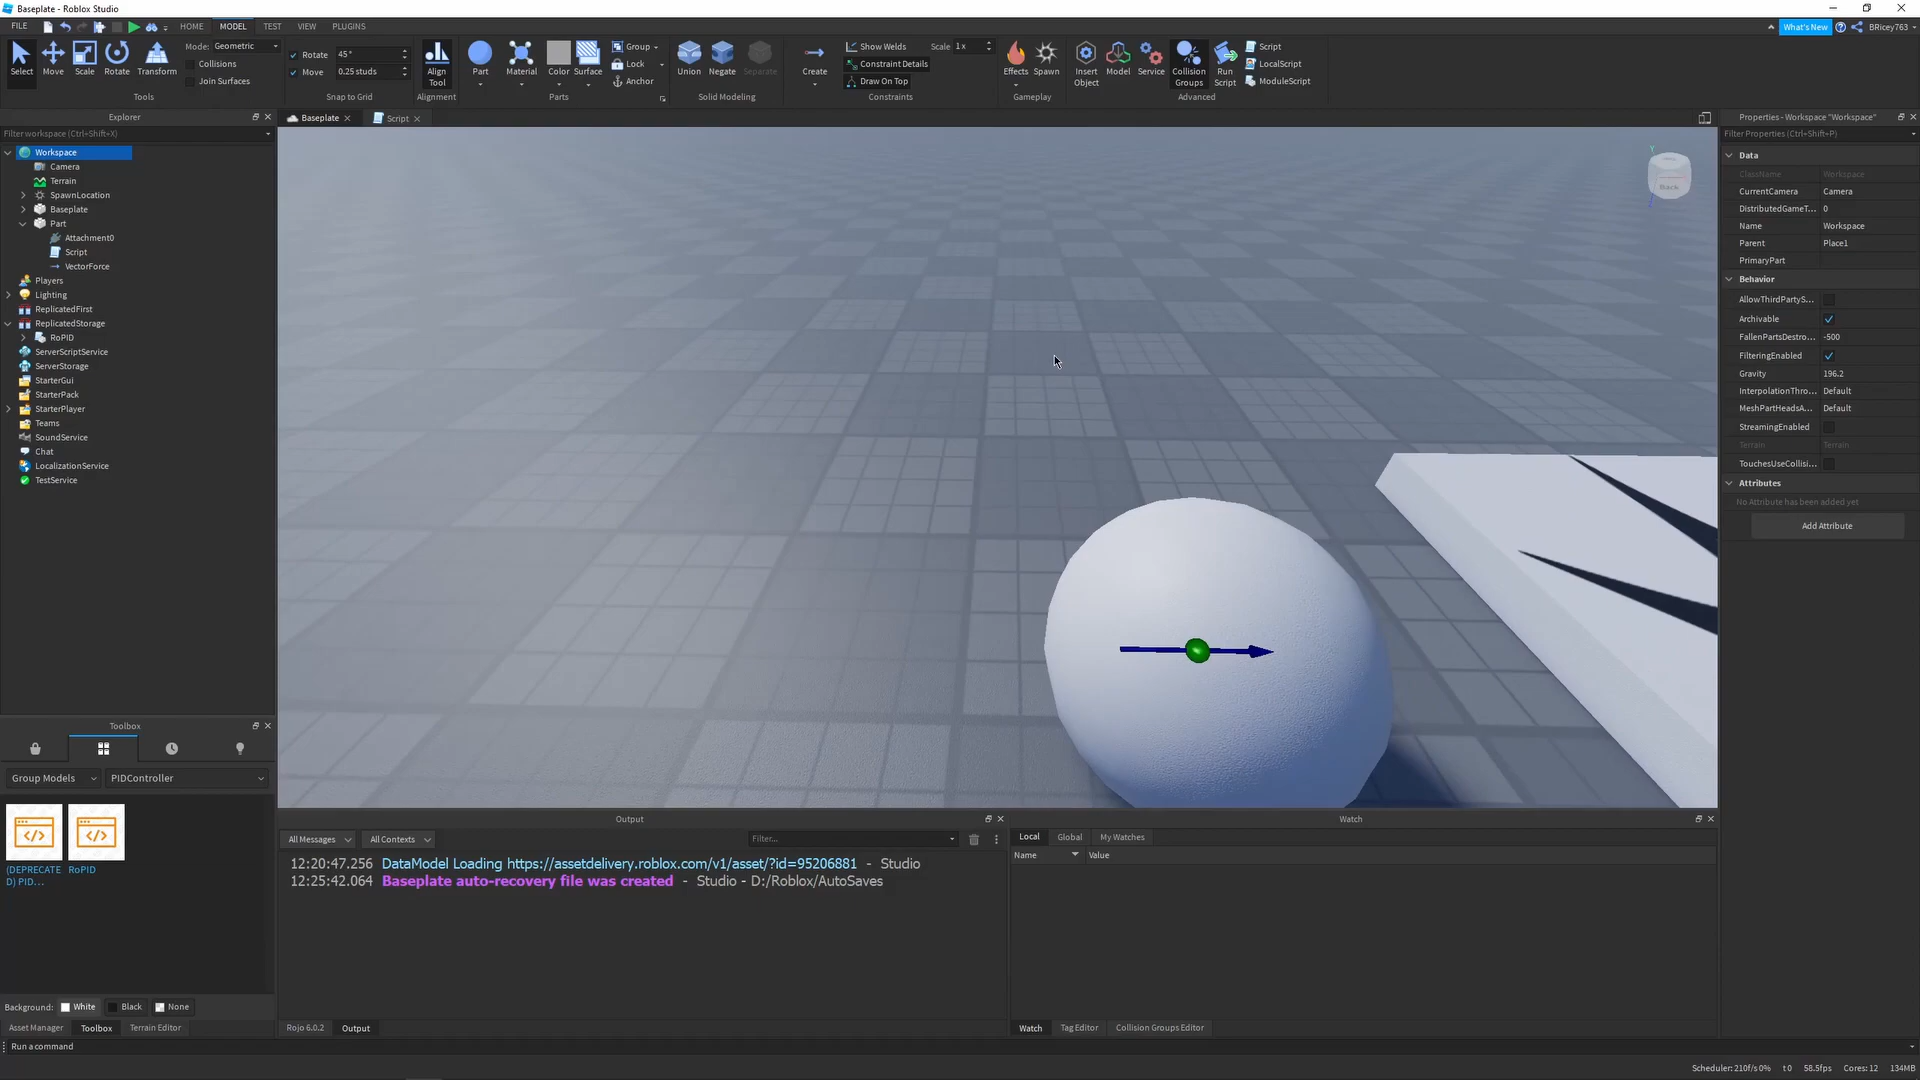 Baseplate - Roblox Studio
FILE
HOME
MODEL
TEST
VIEW
PLUGINS
What's New
BRicey763
Select
Move
Scale
Rotate
Transform
Mode: Geometric
Collisions
Join Surfaces
Tools
Rotate 45°
Move 0.25 studs
Snap to Grid
Align Tool
Alignment
Part
Material
Color
Surface
Group
Lock
Anchor
Parts
Union
Negate
Separate
Solid Modeling
Create
Show Welds
Scale 1x
Constraint Details
Draw On Top
Constraints
Effects
Spawn
Gameplay
Insert Object
Model
Service
Collision Groups
Run Script
Script
LocalScript
ModuleScript
Advanced
Explorer
Filter workspace (Ctrl+Shift+X)
Workspace
Camera
Terrain
SpawnLocation
Baseplate
Part
Attachment0
Script
VectorForce
Players
Lighting
ReplicatedFirst
ReplicatedStorage
RoPID
ServerScriptService
ServerStorage
StarterGui
StarterPack
StarterPlayer
Teams
SoundService
Chat
LocalizationService
TestService
Toolbox
Group Models
PIDController
(DEPRECATE
D) PID...
RoPID
Background: White Black None
Asset Manager
Toolbox
Terrain Editor
Run a command
Baseplate
Script
Y
Back
Output
All Messages
All Contexts
Filter...
12:20:47.256 DataModel Loading https://assetdelivery.roblox.com/v1/asset/?id=95206881 - Studio
12:25:42.064 Baseplate auto-recovery file was created - Studio - D:/Roblox/AutoSaves
Rojo 6.0.2
Output
Watch
Local
Global
My Watches
Name
Value
Watch
Tag Editor
Collision Groups Editor
Properties - Workspace "Workspace"
Filter Properties (Ctrl+Shift+P)
Data
ClassName Workspace
CurrentCamera Camera
DistributedGameT... 0
Name Workspace
Parent Place1
PrimaryPart
Behavior
AllowThirdPartyS...
Archivable
FallenPartsDestro... -500
FilteringEnabled
Gravity 196.2
InterpolationThro... Default
MeshPartHeadsA... Default
StreamingEnabled
Terrain Terrain
TouchesUseCollisi...
Attributes
No Attribute has been added yet
Add Attribute
Scheduler: 210f/s 0% t:0 58.5fps Cores: 12 134MB